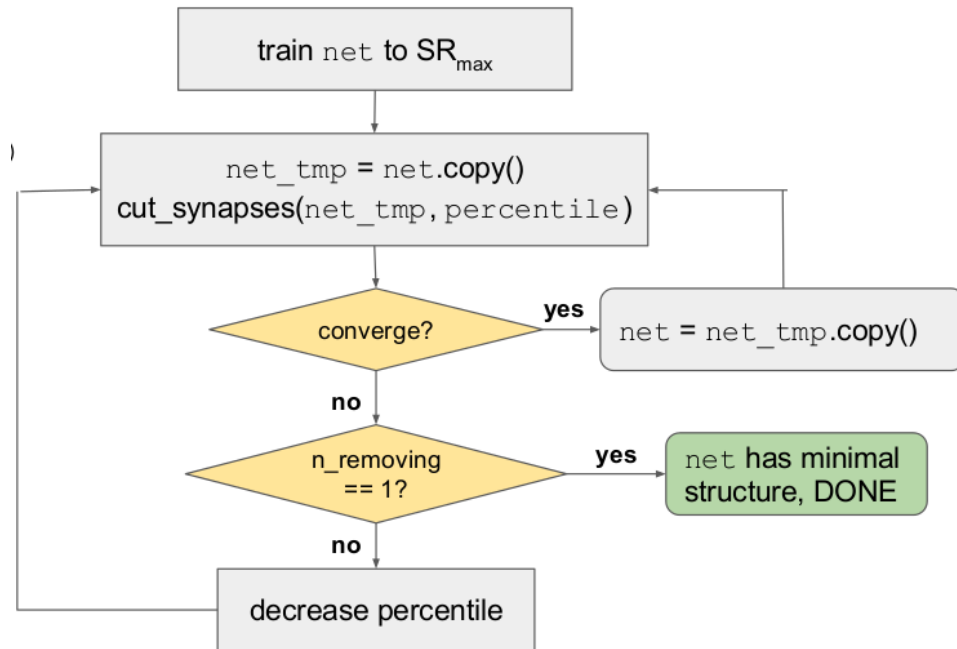 train net to SRmax
)
net_tmp = net.copy()
cut_synapses(net_tmp, percentile)
converge?
yes
net = net_tmp.copy()
no
n_removing
== 1?
yes
net has minimal
structure, DONE
no
decrease percentile